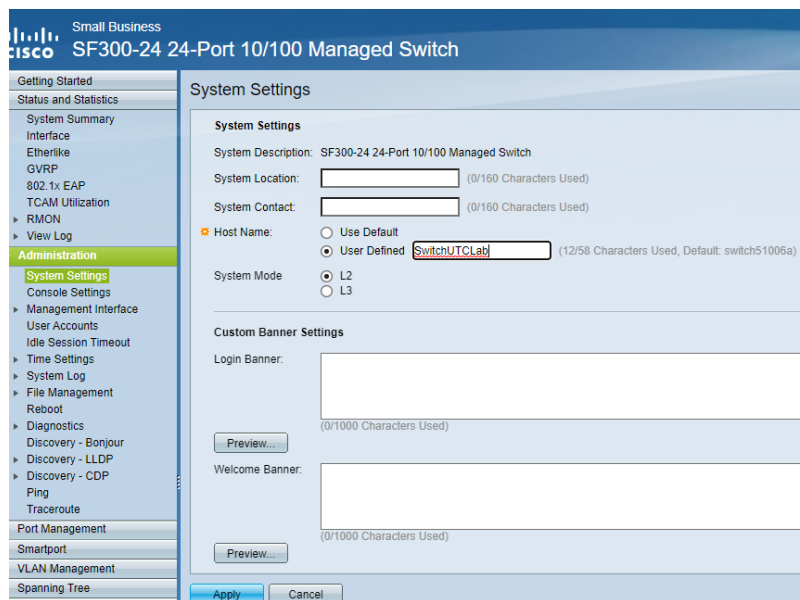 Small Business
cisco SF300-24 24-Port 10/100 Managed Switch
Getting Started
Status and Statistics
System Summary
Interface
Etherlike
GVRP
802.1x EAP
TCAM Utilization
RMON
View Log
Administration
System Settings
Console Settings
Management Interface
User Accounts
Idle Session Timeout
Time Settings
System Log
File Management
Reboot
Diagnostics
Discovery - Bonjour
Discovery - LLDP
Discovery - CDP
Ping
Traceroute
Port Management
Smartport
VLAN Management
Spanning Tree
System Settings
System Settings
System Description: SF300-24 24-Port 10/100 Managed Switch
System Location: (0/160 Characters Used)
System Contact: (0/160 Characters Used)
Host Name: Use Default
User Defined SwitchUTCLab (12/58 Characters Used, Default: switch51006a)
System Mode L2
L3
Custom Banner Settings
Login Banner:
(0/1000 Characters Used)
Preview...
Welcome Banner:
(0/1000 Characters Used)
Preview...
Apply Cancel